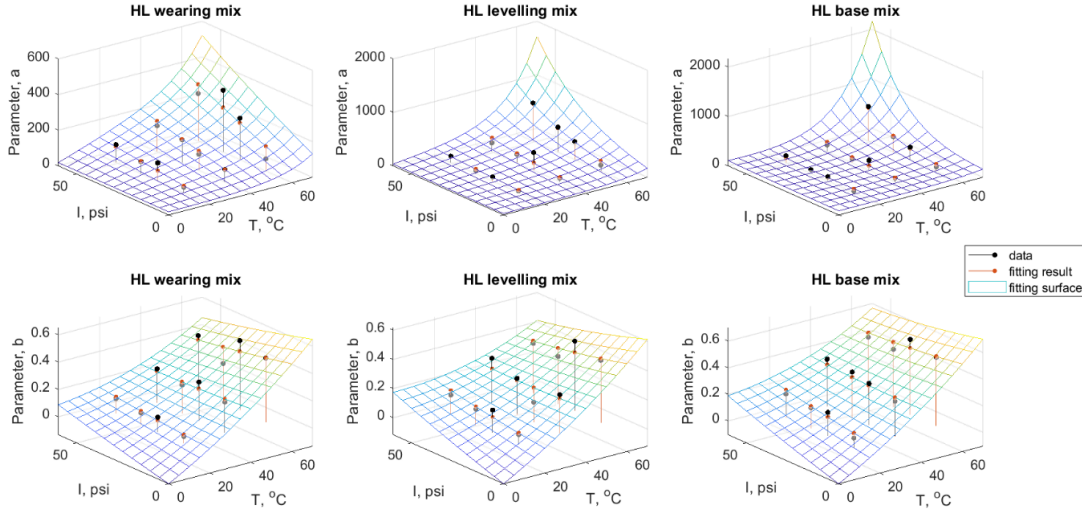 HL wearing mix
HL levelling mix
HL base mix
Parameter, a
600
400
200
0
50
0
I, psi
0
20
40
60
T, °C
Parameter, a
2000
1000
0
50
0
I, psi
0
20
40
60
T, °C
Parameter, a
2000
1000
0
50
0
I, psi
0
20
40
60
T, °C
data
fitting result
fitting surface
HL wearing mix
HL levelling mix
HL base mix
Parameter, b
0.6
0.4
0.2
0
50
0
I, psi
0
20
40
60
T, °C
Parameter, b
0.6
0.4
0.2
0
50
0
I, psi
0
20
40
60
T, °C
Parameter, b
0.6
0.4
0.2
0
50
0
I, psi
0
20
40
60
T, °C